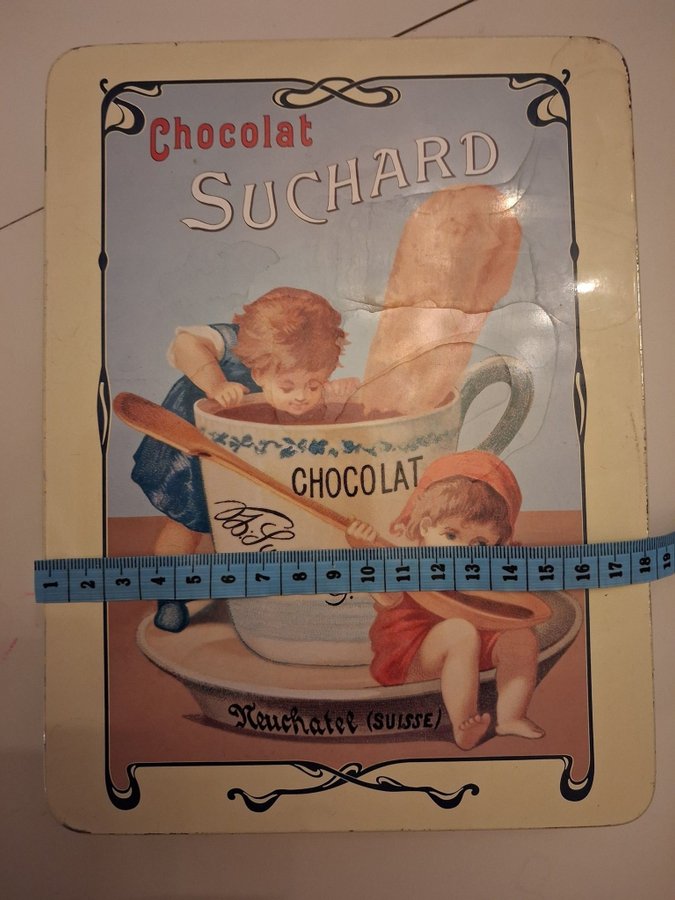 Chocolat
SUCHARD
CHOCOLAT
Neuchatel (SUISSE)
1 2 3 4 5 6 7 8 9 10 11 12 13 14 15 16 17 18 19